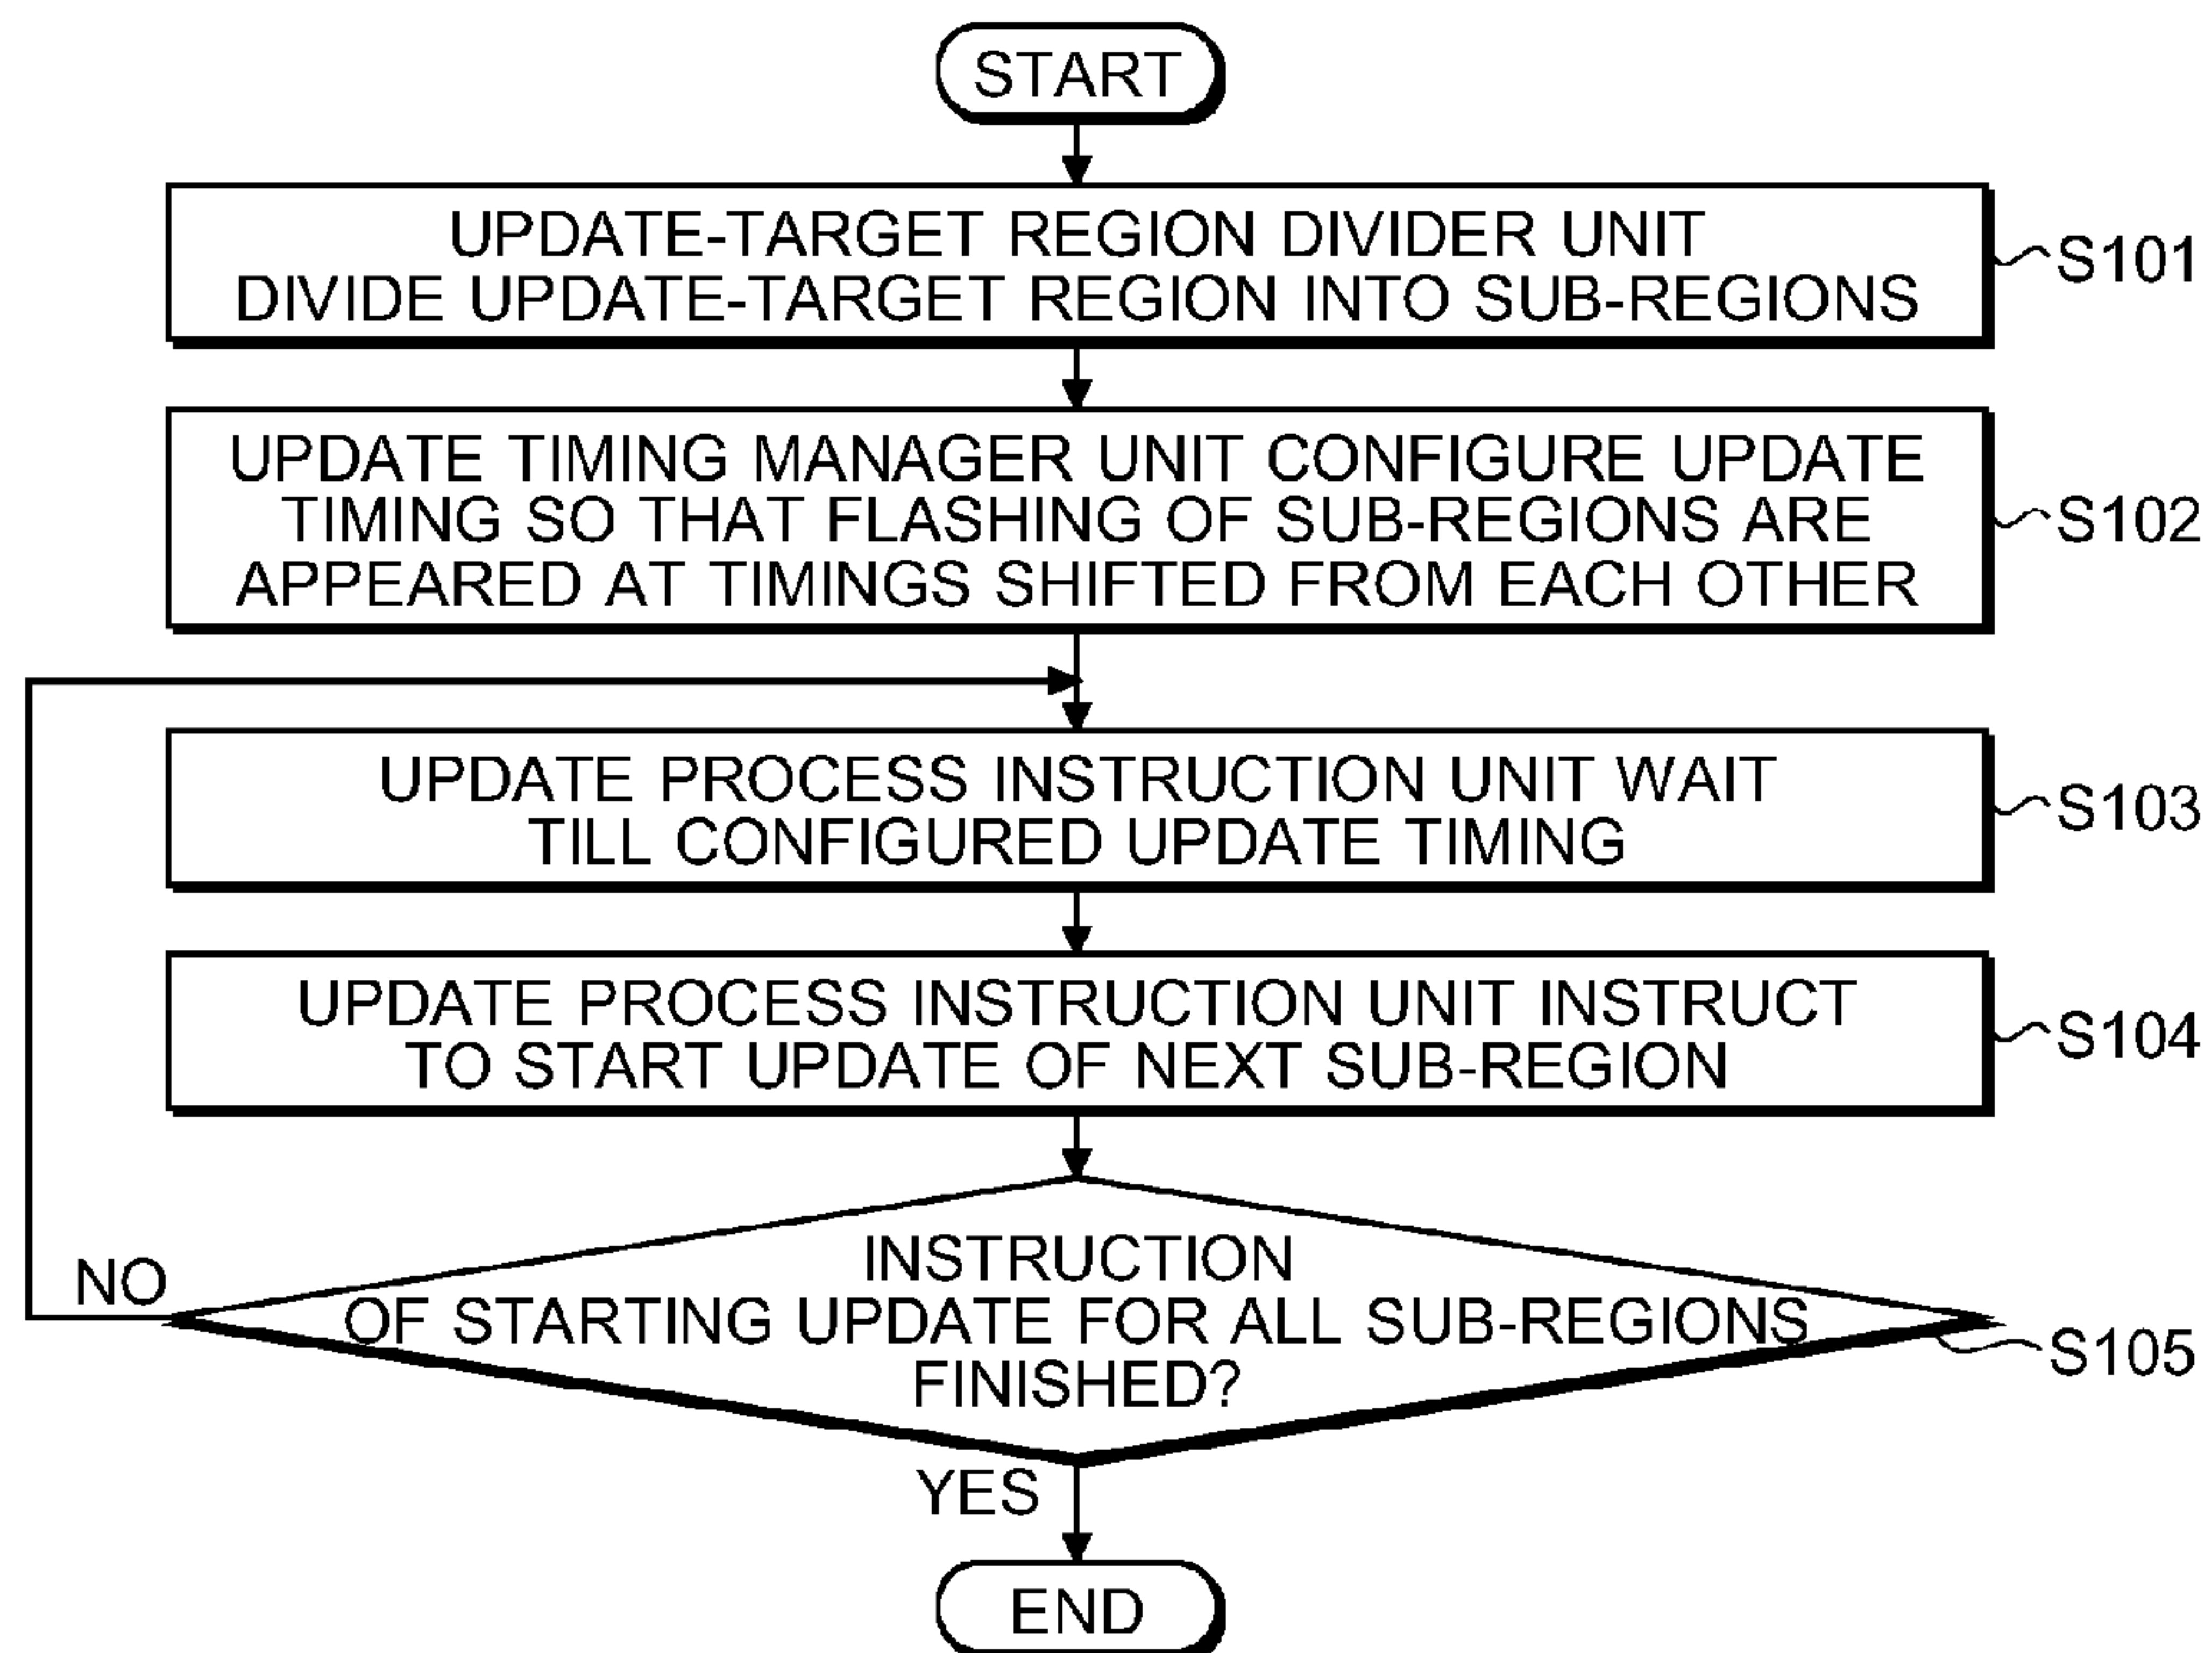 START
UPDATE-TARGET REGION DIVIDER UNIT
DIVIDE UPDATE-TARGET REGION INTO SUB-REGIONS
S101
UPDATE TIMING MANAGER UNIT CONFIGURE UPDATE
TIMING SO THAT FLASHING OF SUB-REGIONS ARE
APPEARED AT TIMINGS SHIFTED FROM EACH OTHER
S102
UPDATE PROCESS INSTRUCTION UNIT WAIT
TILL CONFIGURED UPDATE TIMING
S103
UPDATE PROCESS INSTRUCTION UNIT INSTRUCT
TO START UPDATE OF NEXT SUB-REGION
S104
INSTRUCTION
OF STARTING UPDATE FOR ALL SUB-REGIONS
FINISHED?
S105
NO
YES
END